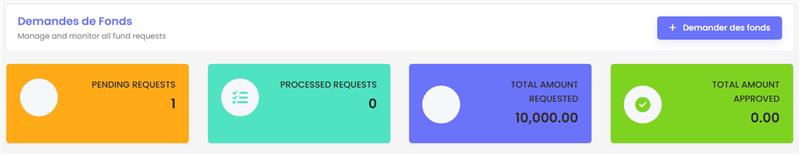 Demandes de Fonds
Manage and monitor all fund requests
+ Demander des fonds
PENDING REQUESTS
1
PROCESSED REQUESTS
0
TOTAL AMOUNT
REQUESTED
10,000.00
TOTAL AMOUNT
APPROVED
0.00